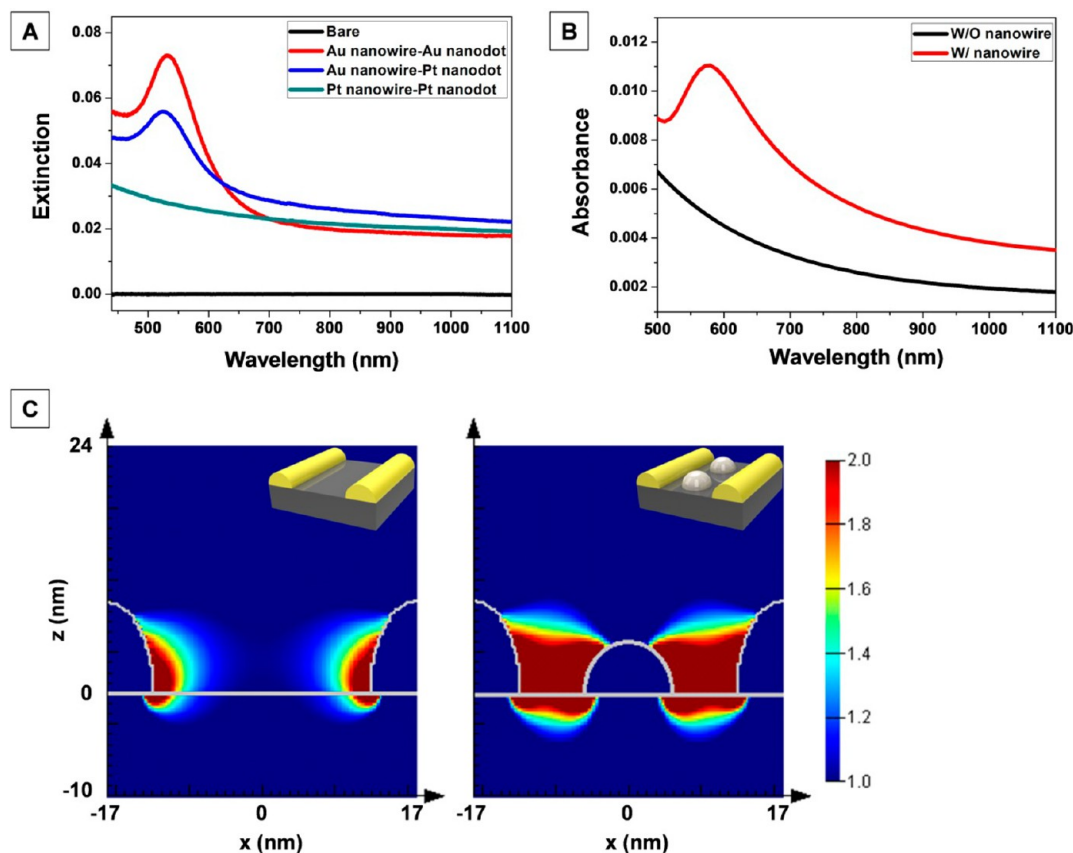 A
Bare
Au nanowire-Au nanodot
Au nanowire-Pt nanodot
Pt nanowire-Pt nanodot
0.08
0.06
0.04
0.02
0.00
Extinction
500 600 700 800 900 1000 1100
Wavelength (nm)
B
W/O nanowire
W/ nanowire
0.012
0.010
0.008
0.006
0.004
0.002
Absorbance
500 600 700 800 900 1000 1100
Wavelength (nm)
C
24
0
-10
z (nm)
-17 0 17
x (nm)
-17 0 17
x (nm)
2.0
1.8
1.6
1.4
1.2
1.0